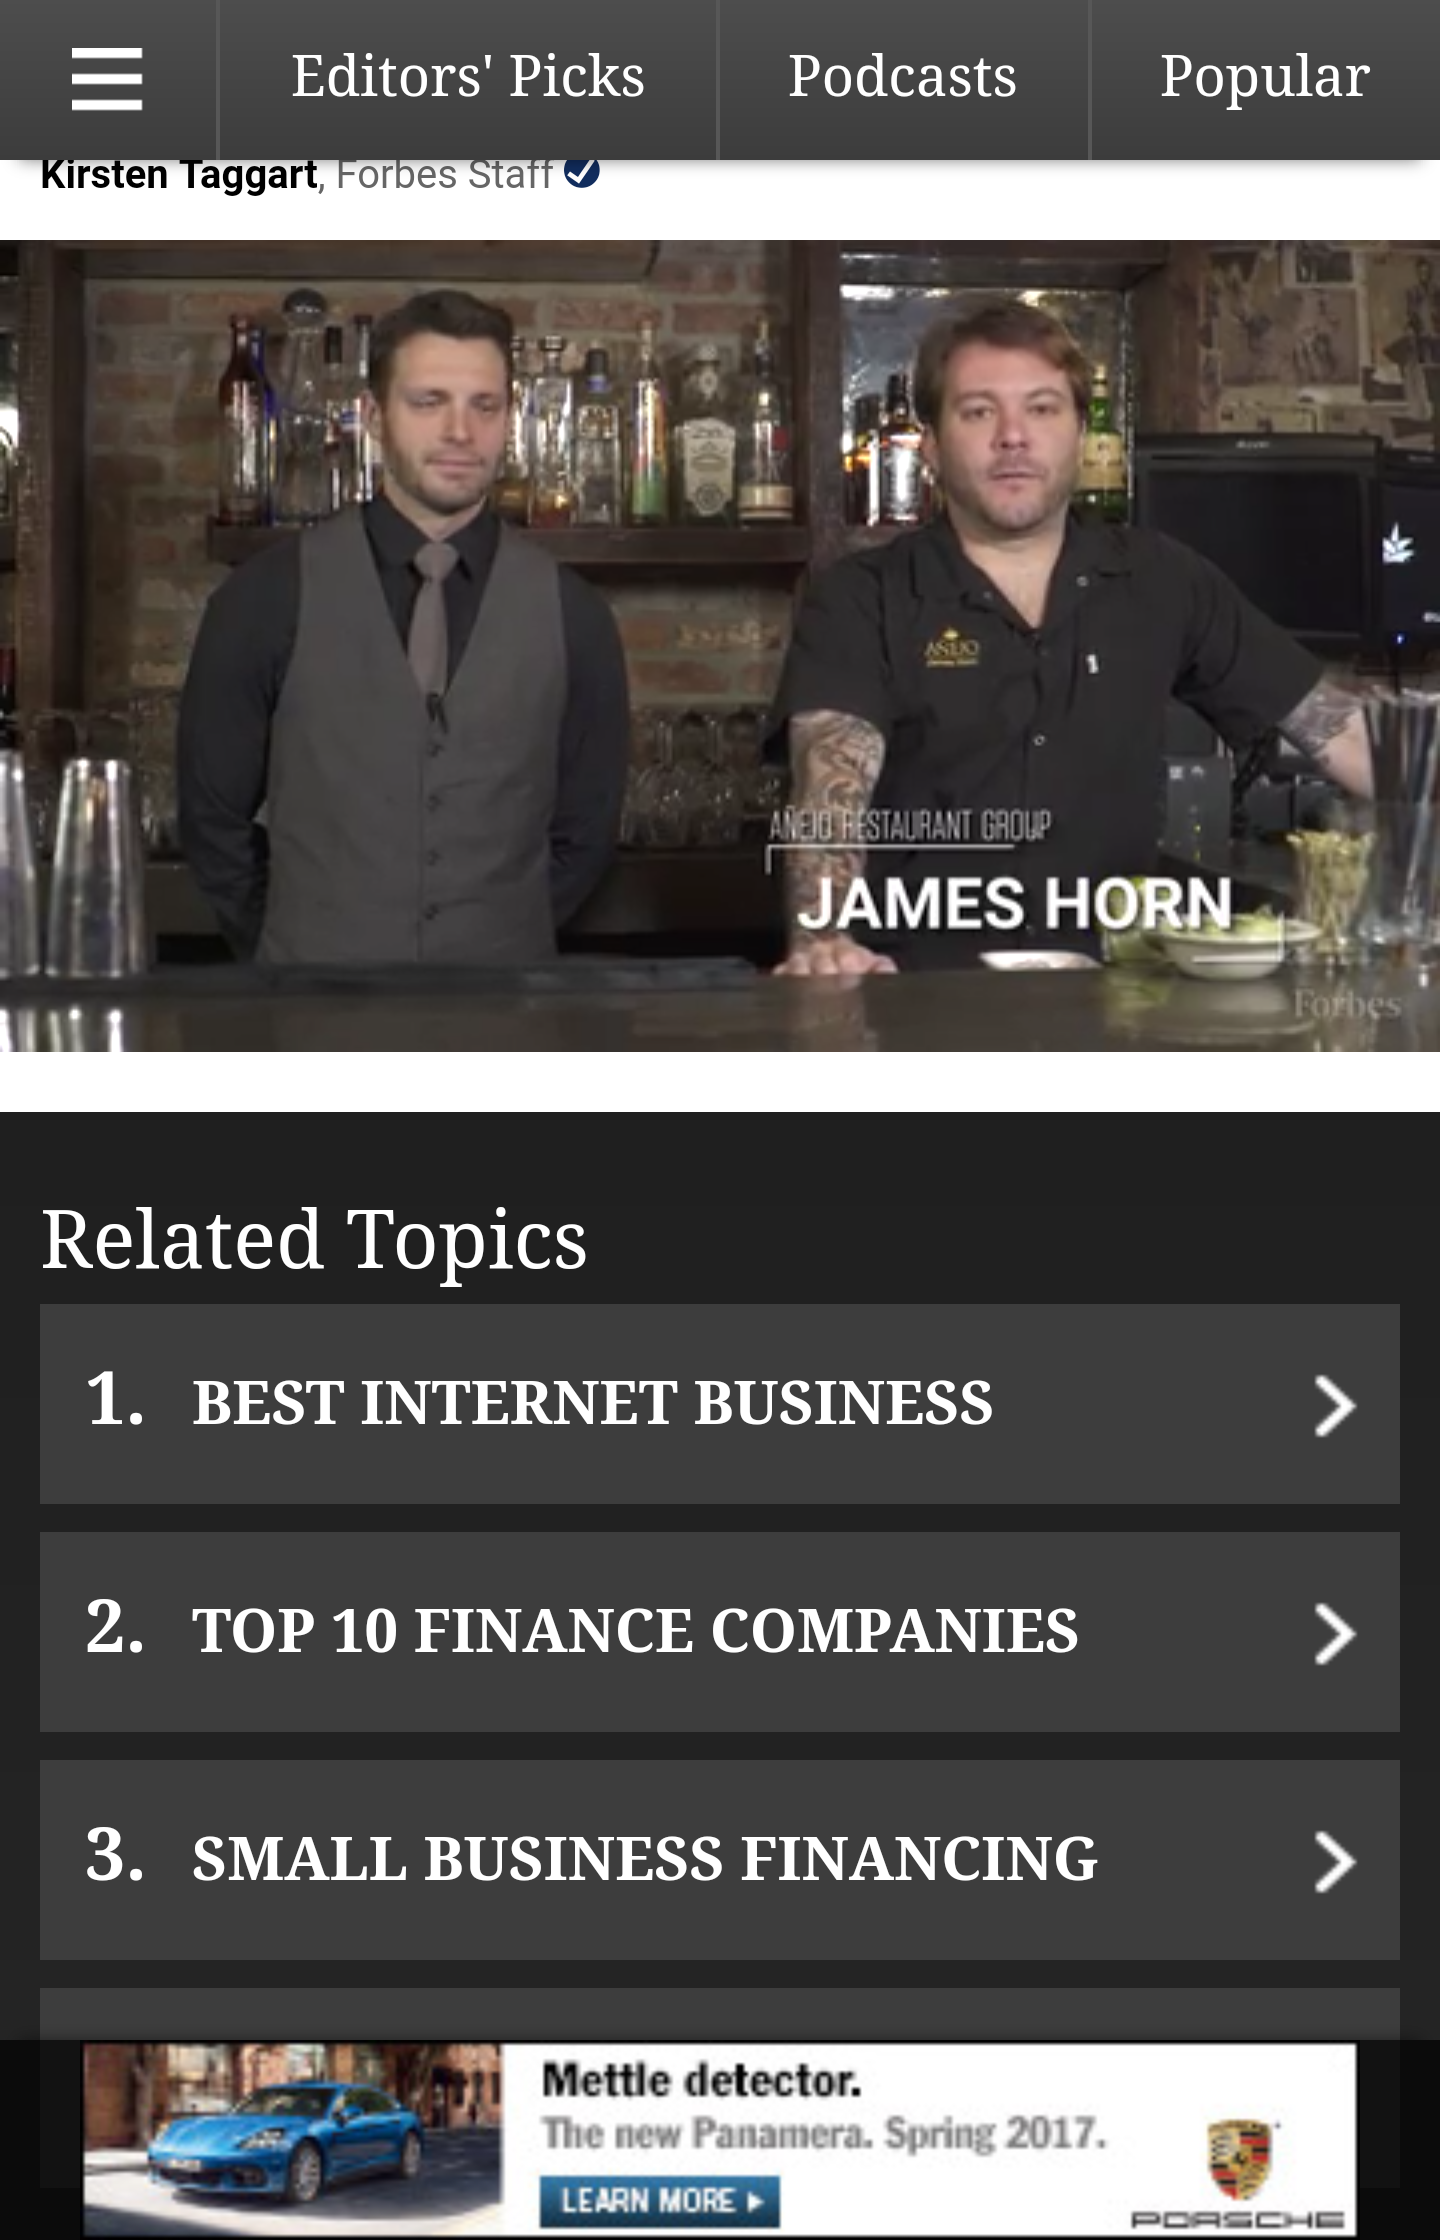 Editors' Picks
Podcasts
Popular
Kirsten Taggart, Forbes Staff
AÑEJO
AÑEJO RESTAURANT GROUP
JAMES HORN
Forbes
Related Topics
1. BEST INTERNET BUSINESS
2. TOP 10 FINANCE COMPANIES
3. SMALL BUSINESS FINANCING
Mettle detector.
The new Panamera. Spring 2017.
LEARN MORE
PORSCHE